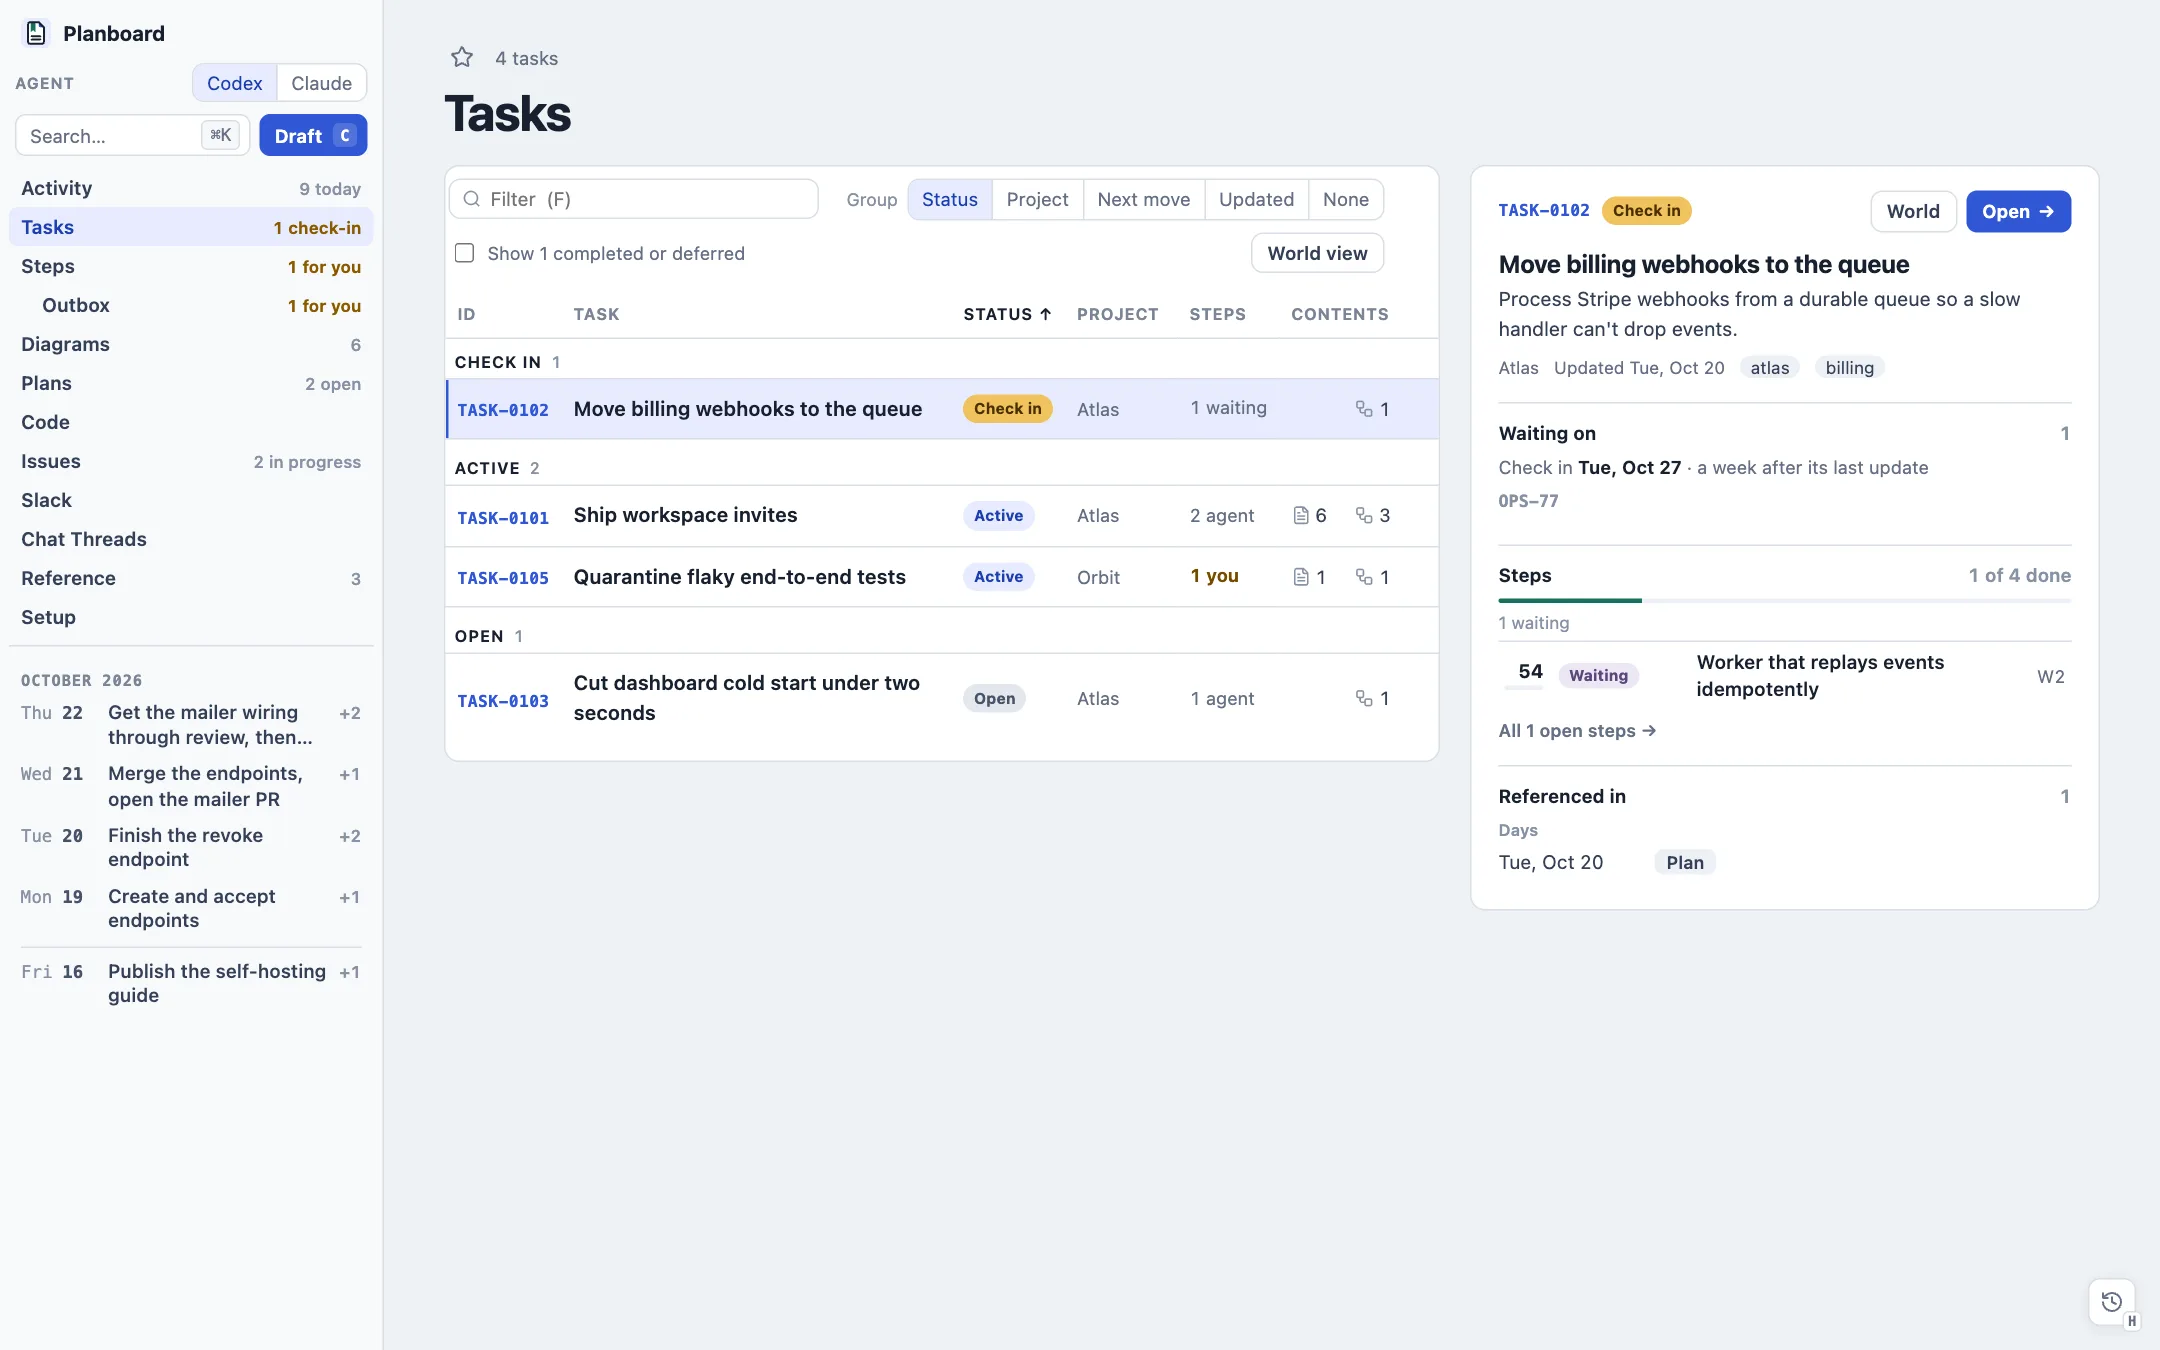 Planboard
AGENT
Codex
Claude
Search...
⌘K
Draft C
Activity
9 today
Tasks
1 check-in
Steps
1 for you
Outbox
1 for you
Diagrams
6
Plans
2 open
Code
Issues
2 in progress
Slack
Chat Threads
Reference
3
Setup
OCTOBER 2026
Thu 22 Get the mailer wiring +2
through review, then...
Wed 21 Merge the endpoints, +1
open the mailer PR
Tue 20 Finish the revoke +2
endpoint
Mon 19 Create and accept +1
endpoints
Fri 16 Publish the self-hosting +1
guide
4 tasks
Tasks
Filter (F)
Group Status Project Next move Updated None
Show 1 completed or deferred
World view
ID TASK STATUS ↑ PROJECT STEPS CONTENTS
CHECK IN 1
TASK-0102 Move billing webhooks to the queue Check in Atlas 1 waiting 1
ACTIVE 2
TASK-0101 Ship workspace invites Active Atlas 2 agent 6 3
TASK-0105 Quarantine flaky end-to-end tests Active Orbit 1 you 1 1
OPEN 1
TASK-0103 Cut dashboard cold start under two seconds Open Atlas 1 agent 1
TASK-0102 Check in World Open →
Move billing webhooks to the queue
Process Stripe webhooks from a durable queue so a slow
handler can't drop events.
Atlas Updated Tue, Oct 20 atlas billing
Waiting on 1
Check in Tue, Oct 27 · a week after its last update
OPS-77
Steps 1 of 4 done
1 waiting
54 Waiting Worker that replays events idempotently W2
All 1 open steps →
Referenced in 1
Days
Tue, Oct 20 Plan
H